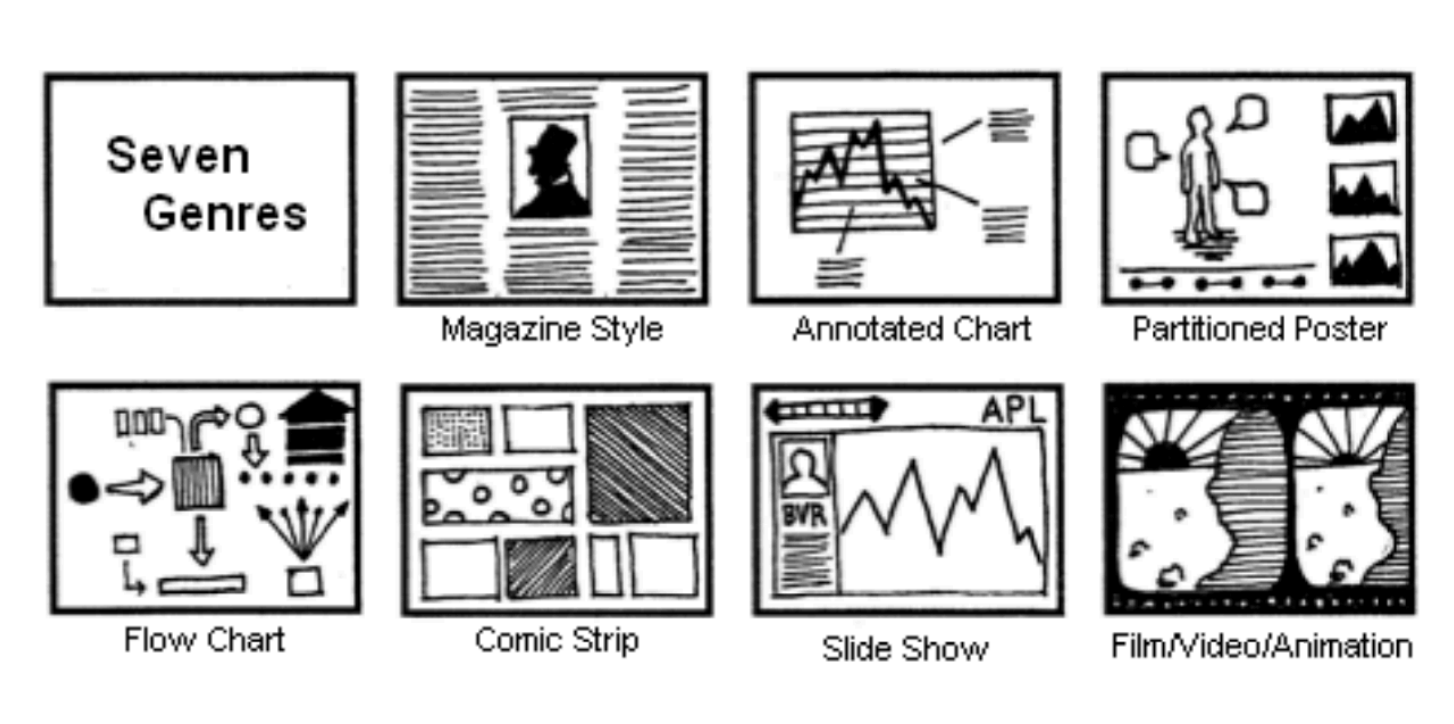 Seven
Genres
Magazine Style
Annotated Chart
Partitioned Poster
Flow Chart
Comic Strip
APL
BVR
Slide Show
Film/Video/Animation